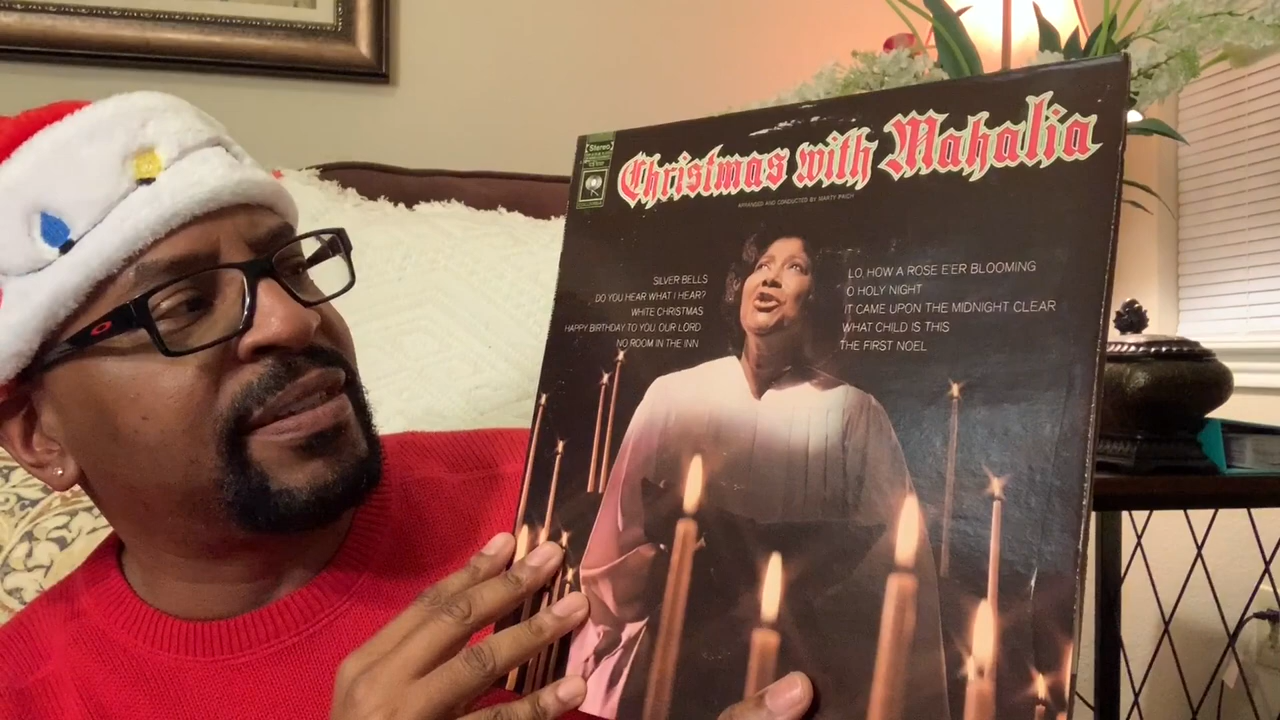 Stereo
COLUMBIA
Christmas with Mahalia
ARRANGED AND CONDUCTED BY MARTY PAICH
SILVER BELLS
DO YOU HEAR WHAT I HEAR?
WHITE CHRISTMAS
HAPPY BIRTHDAY TO YOU, OUR LORD
NO ROOM IN THE INN
LO, HOW A ROSE E'ER BLOOMING
O HOLY NIGHT
IT CAME UPON THE MIDNIGHT CLEAR
WHAT CHILD IS THIS
THE FIRST NOEL